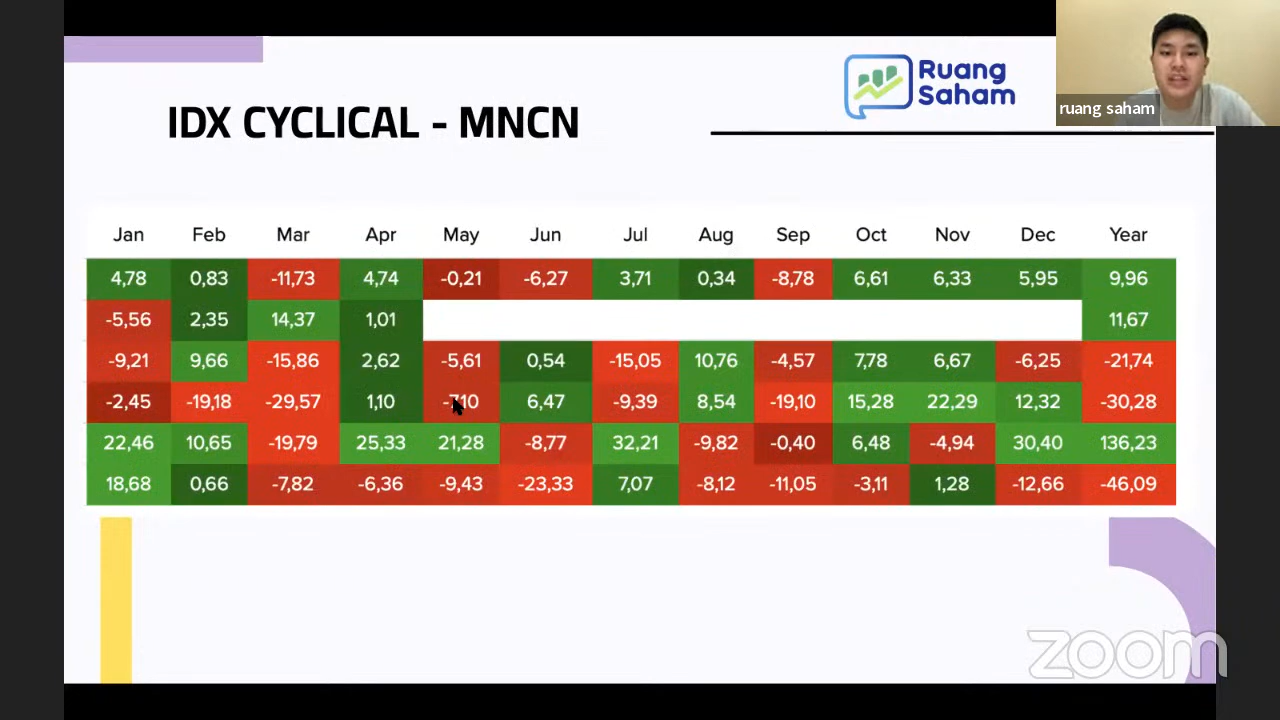 Ruang
Saham
ruang saham
IDX CYCLICAL - MNCN
Jan Feb Mar Apr May Jun Jul Aug Sep Oct Nov Dec Year
4,78 0,83 -11,73 4,74 -0,21 -6,27 3,71 0,34 -8,78 6,61 6,33 5,95 9,96
-5,56 2,35 14,37 1,01 11,67
-9,21 9,66 -15,86 2,62 -5,61 0,54 -15,05 10,76 -4,57 7,78 6,67 -6,25 -21,74
-2,45 -19,18 -29,57 1,10 6,47 -9,39 8,54 -19,10 15,28 22,29 12,32 -30,28
22,46 10,65 -19,79 25,33 21,28 -8,77 32,21 -9,82 -0,40 6,48 -4,94 30,40 136,23
18,68 0,66 -7,82 -6,36 -9,43 -23,33 7,07 -8,12 -11,05 -3,11 1,28 -12,66 -46,09
zoom